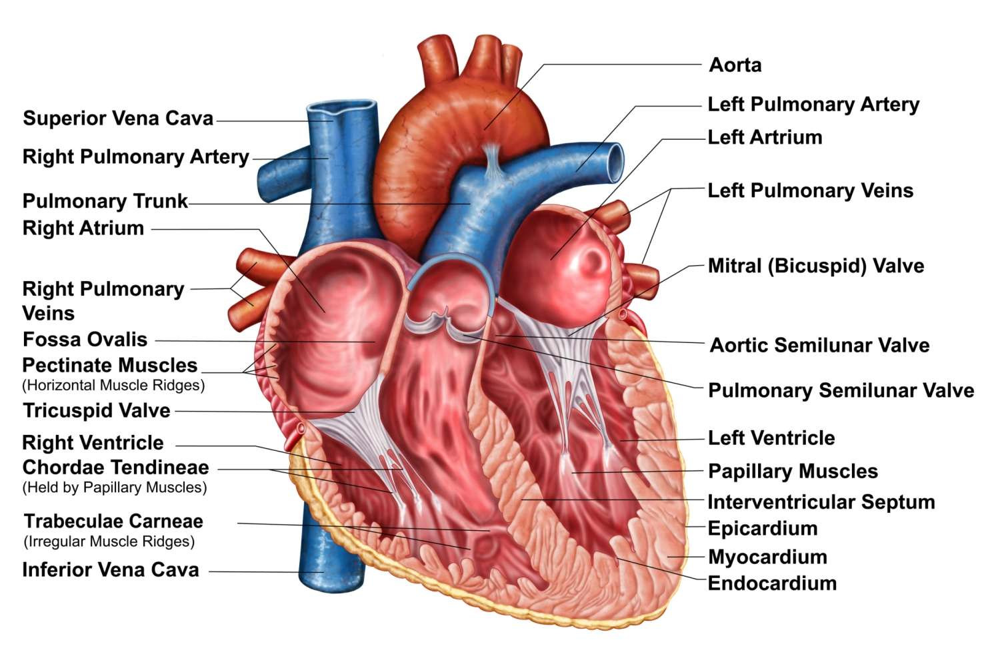 Superior Vena Cava
Right Pulmonary Artery
Pulmonary Trunk
Right Atrium
Right Pulmonary
Veins
Fossa Ovalis
Pectinate Muscles
(Horizontal Muscle Ridges)
Tricuspid Valve
Right Ventricle
Chordae Tendineae
(Held by Papillary Muscles)
Trabeculae Carneae
(Irregular Muscle Ridges)
Inferior Vena Cava
Aorta
Left Pulmonary Artery
Left Artrium
Left Pulmonary Veins
Mitral (Bicuspid) Valve
Aortic Semilunar Valve
Pulmonary Semilunar Valve
Left Ventricle
Papillary Muscles
Interventricular Septum
Epicardium
Myocardium
Endocardium